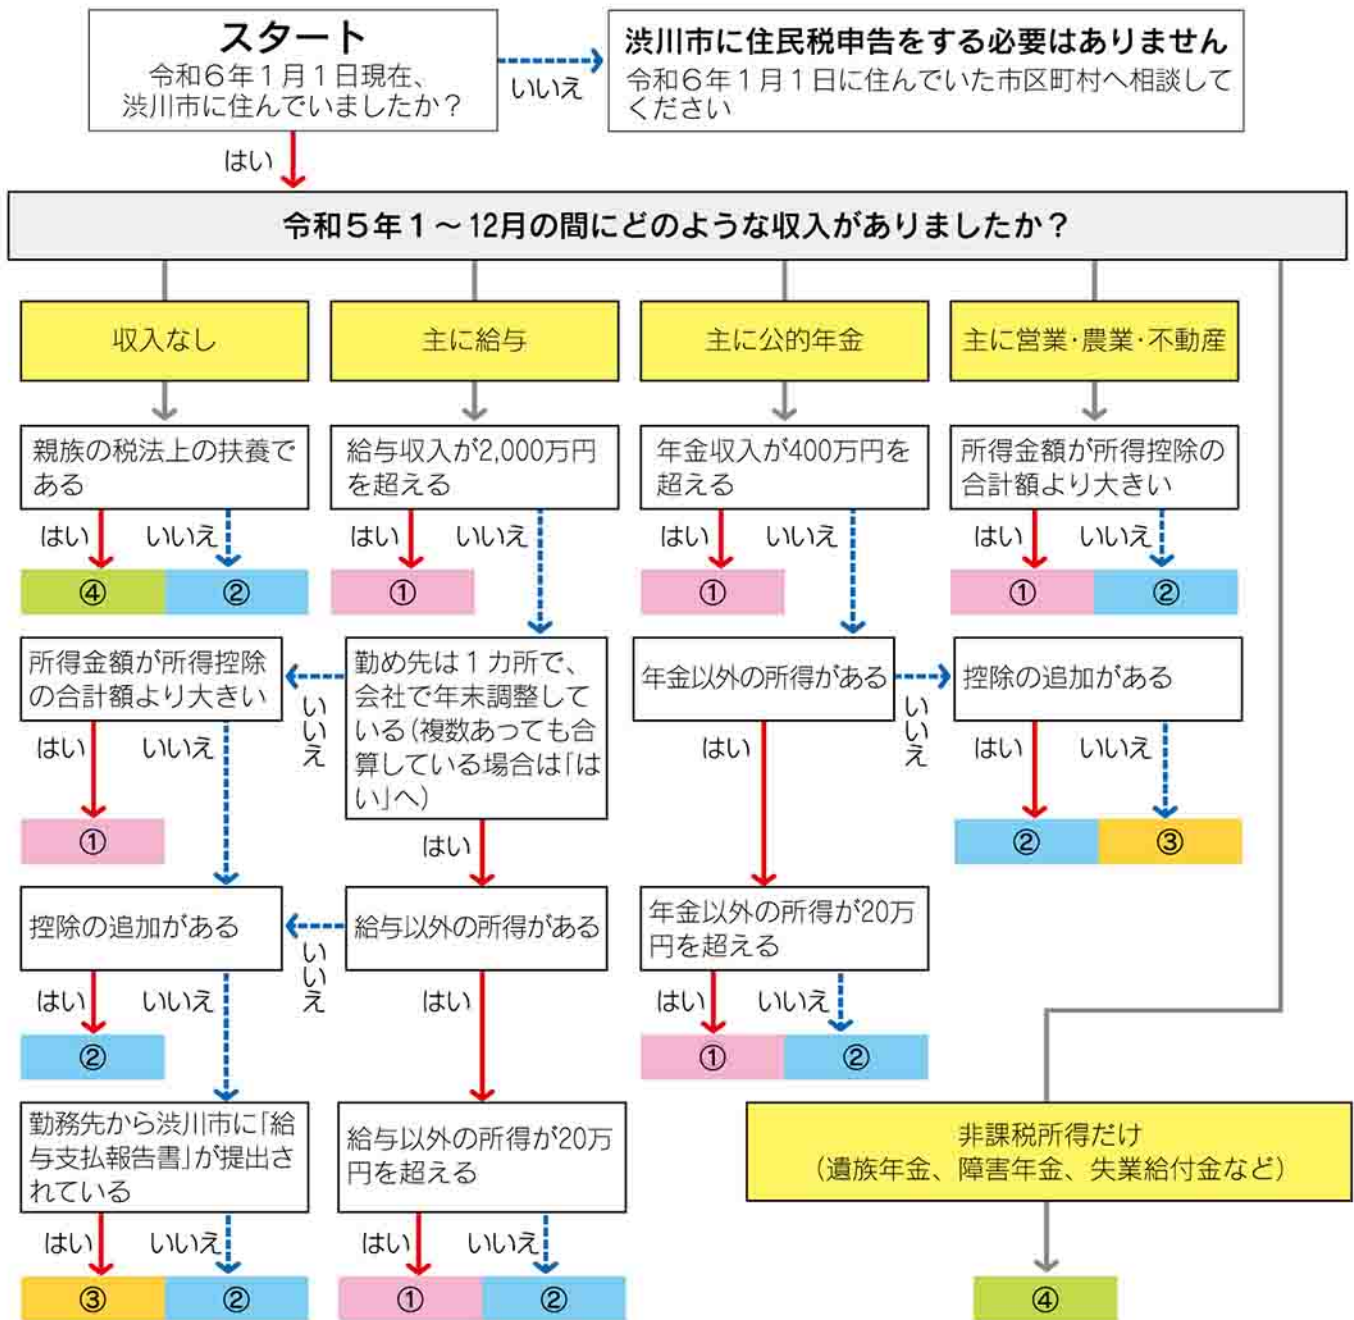 スタート
令和6年1月1日現在、
渋川市に住んでいましたか？
いいえ
渋川市に住民税申告をする必要はありません
令和6年1月1日に住んでいた市区町村へ相談して
ください
はい
令和5年1～12月の間にどのような収入がありましたか？
収入なし
主に給与
主に公的年金
主に営業・農業・不動産
親族の税法上の扶養で
ある
給与収入が2,000万円
を超える
年金収入が400万円を
超える
所得金額が所得控除の
合計額より大きい
はい
いいえ
はい
いいえ
はい
いいえ
はい
いいえ
④
②
①
①
①
②
所得金額が所得控除
の合計額より大きい
いいえ
勤め先は1カ所で、
会社で年末調整して
いる（複数あっても合
算している場合は「は
い」へ）
年金以外の所得がある
いいえ
控除の追加がある
はい
いいえ
はい
はい
いいえ
①
はい
②
③
控除の追加がある
いいえ
給与以外の所得がある
年金以外の所得が20万
円を超える
はい
いいえ
はい
はい
いいえ
②
①
②
勤務先から渋川市に「給
与支払報告書」が提出さ
れている
給与以外の所得が20万
円を超える
非課税所得だけ
（遺族年金、障害年金、失業給付金など）
はい
いいえ
はい
いいえ
③
②
①
②
④